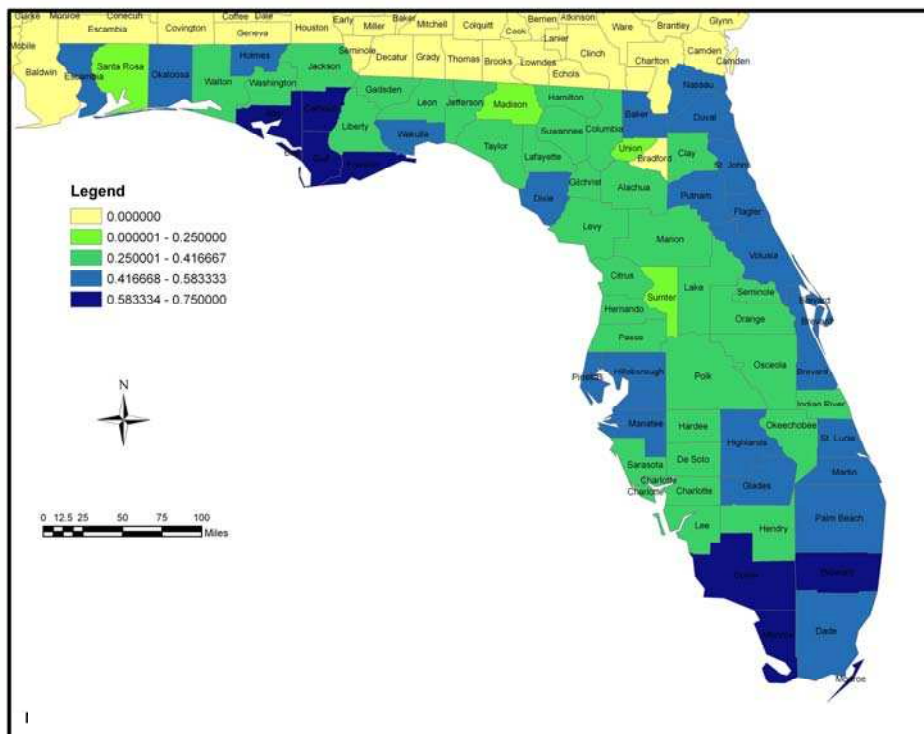 Clarke Monroe Conecuh Covington Coffee Dale Houston Early Miller Baker Mitchell Colquitt Berrien Atkinson Ware Brantley Glynn
Escambia Geneva Cook Lanier Camden
Mobile Seminole Decatur Grady Thomas Brooks Lowndes Clinch Charlton Camden
Baldwin Escambia Santa Rosa Okaloosa Holmes Jackson Echols
Walton Washington Gadsden Leon Jefferson Madison Hamilton Nassau
Calhoun Liberty Wakulla Taylor Suwannee Columbia Baker Duval
Gulf Lafayette Union Bradford Clay St. Johns
Legend
0.000000
0.000001 - 0.250000
0.250001 - 0.416667
0.416668 - 0.583333
0.583334 - 0.750000
Dixie Gilchrist Alachua Putnam Flagler
Levy Marion Volusia
Citrus Sumter Lake Seminole
Hernando Orange Brevard
Brevard
Pasco Osceola Brevard
Pinellas Hillsborough Polk Indian River
N
Manatee Hardee Highlands Okeechobee St. Lucie
Sarasota De Soto Martin
Charlotte Charlotte Charlotte Glades
0 12.5 25 50 75 100
Miles
Lee Hendry Palm Beach
Collier Broward
Monroe Dade
Monroe